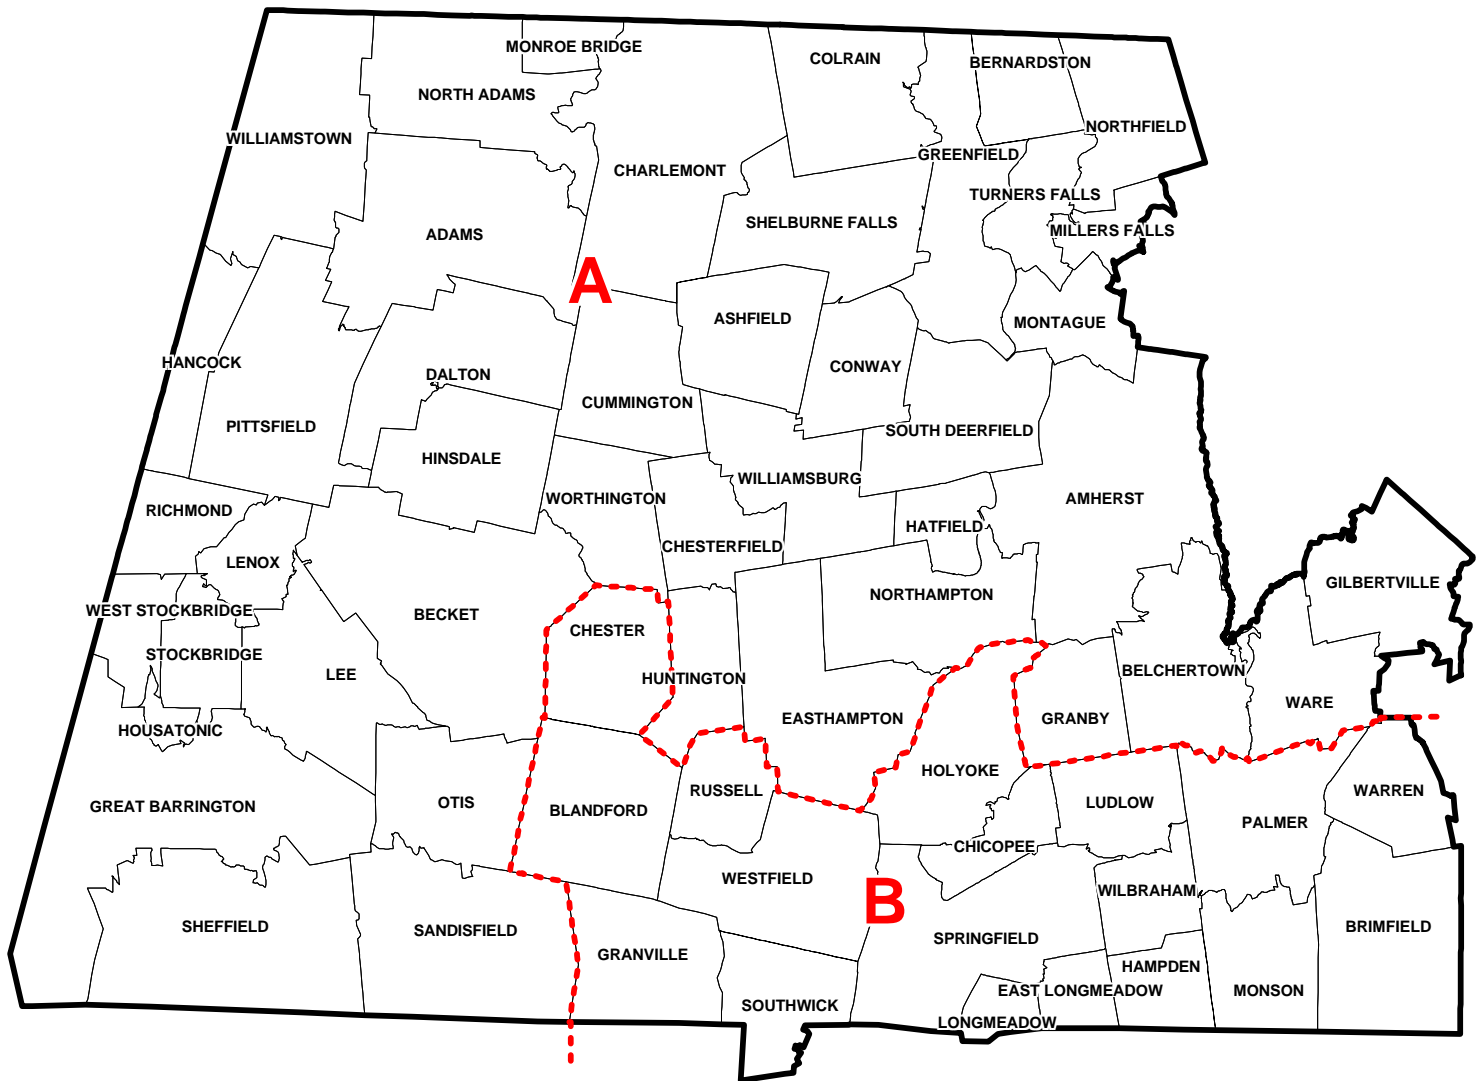 MONROE BRIDGE
COLRAIN
BERNARDSTON
NORTH ADAMS
NORTHFIELD
WILLIAMSTOWN
GREENFIELD
CHARLEMONT
TURNERS FALLS
SHELBURNE FALLS
MILLERS FALLS
ADAMS
A
ASHFIELD
MONTAGUE
HANCOCK
CONWAY
DALTON
CUMMINGTON
PITTSFIELD
SOUTH DEERFIELD
HINSDALE
WILLIAMSBURG
WORTHINGTON
AMHERST
RICHMOND
HATFIELD
CHESTERFIELD
LENOX
GILBERTVILLE
NORTHAMPTON
WEST STOCKBRIDGE
BECKET
CHESTER
STOCKBRIDGE
BELCHERTOWN
LEE
HUNTINGTON
WARE
EASTHAMPTON
GRANBY
HOUSATONIC
HOLYOKE
RUSSELL
WARREN
OTIS
LUDLOW
GREAT BARRINGTON
BLANDFORD
PALMER
CHICOPEE
WESTFIELD
WILBRAHAM
B
SHEFFIELD
BRIMFIELD
SANDISFIELD
SPRINGFIELD
GRANVILLE
HAMPDEN
EAST LONGMEADOW
MONSON
SOUTHWICK
LONGMEADOW